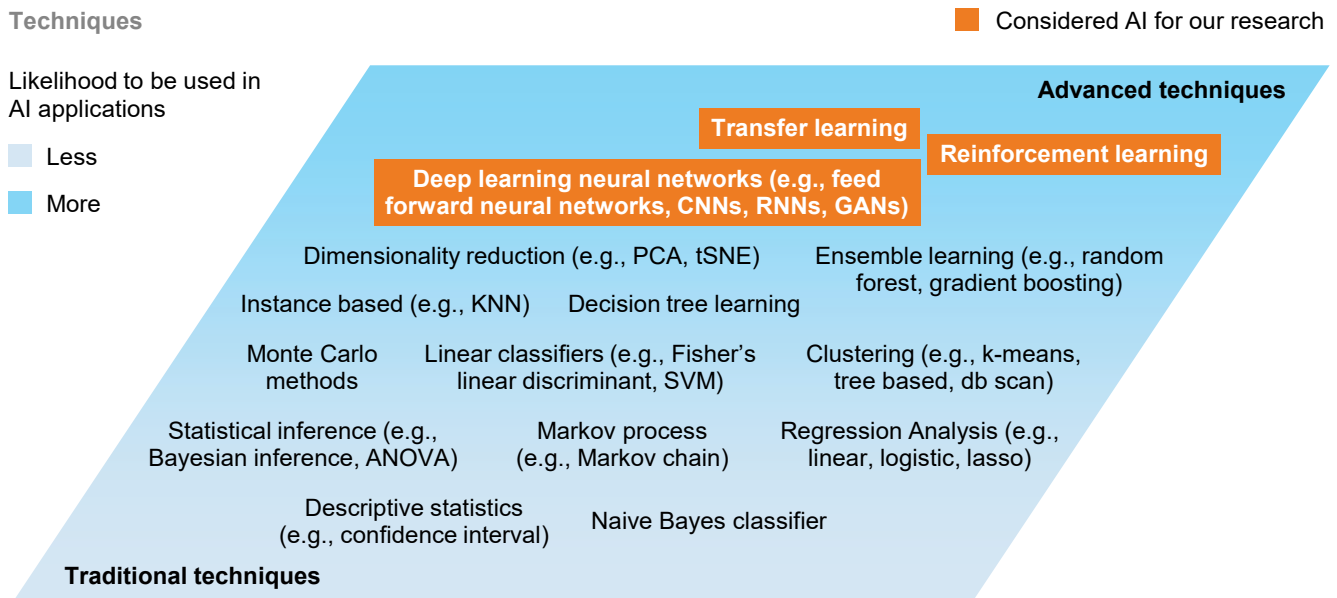 Techniques
Considered AI for our research
Likelihood to be used in
AI applications
Less
More
Advanced techniques
Transfer learning
Reinforcement learning
Deep learning neural networks (e.g., feed
forward neural networks, CNNs, RNNs, GANs)
Dimensionality reduction (e.g., PCA, tSNE)
Ensemble learning (e.g., random
forest, gradient boosting)
Instance based (e.g., KNN)
Decision tree learning
Monte Carlo
methods
Linear classifiers (e.g., Fisher’s
linear discriminant, SVM)
Clustering (e.g., k-means,
tree based, db scan)
Statistical inference (e.g.,
Bayesian inference, ANOVA)
Markov process
(e.g., Markov chain)
Regression Analysis (e.g.,
linear, logistic, lasso)
Descriptive statistics
(e.g., confidence interval)
Naive Bayes classifier
Traditional techniques